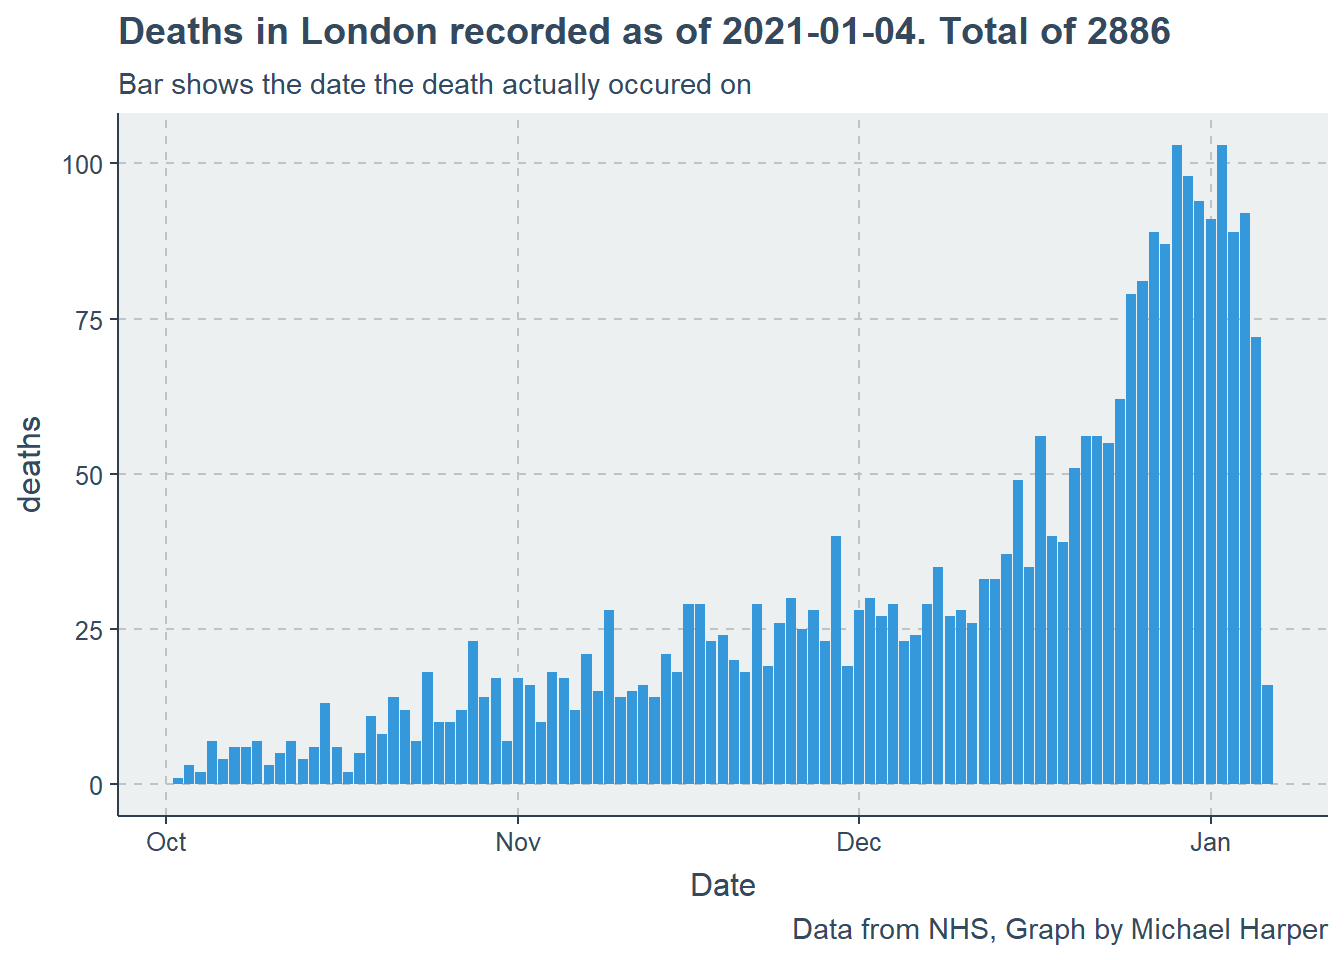 Deaths in London recorded as of 2021-01-04. Total of 2886
Bar shows the date the death actually occured on
100
75
50
25
0
deaths
Oct Nov Dec Jan
Date
Data from NHS, Graph by Michael Harper